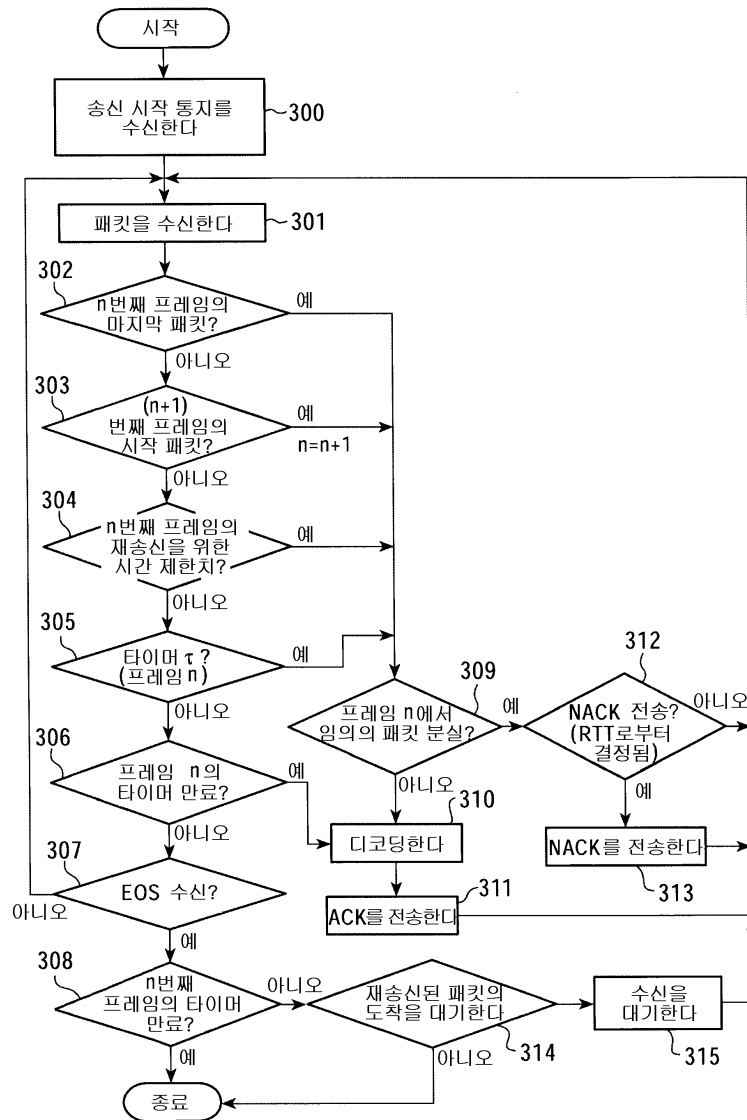 시작
송신 시작 통지를
수신한다
300
패킷을 수신한다
301
302
n번째 프레임의
마지막 패킷?
예
아니오
303
(n+1)
번째 프레임의
시작 패킷?
예
n=n+1
아니오
304
n번째 프레임의
재송신을 위한
시간 제한치?
예
아니오
305
타이머 τ?
(프레임 n)
예
아니오
309
프레임 n에서
임의의 패킷 분실?
예
아니오
312
NACK 전송?
(RTT로부터
결정됨)
아니오
예
306
프레임 n의
타이머 만료?
예
아니오
310
디코딩한다
NACK를 전송한다
313
307
EOS 수신?
아니오
예
311
ACK를 전송한다
308
n번째
프레임의 타이머
만료?
아니오
예
재송신된 패킷의
도착을 대기한다
314
아니오
수신을
대기한다
315
종료